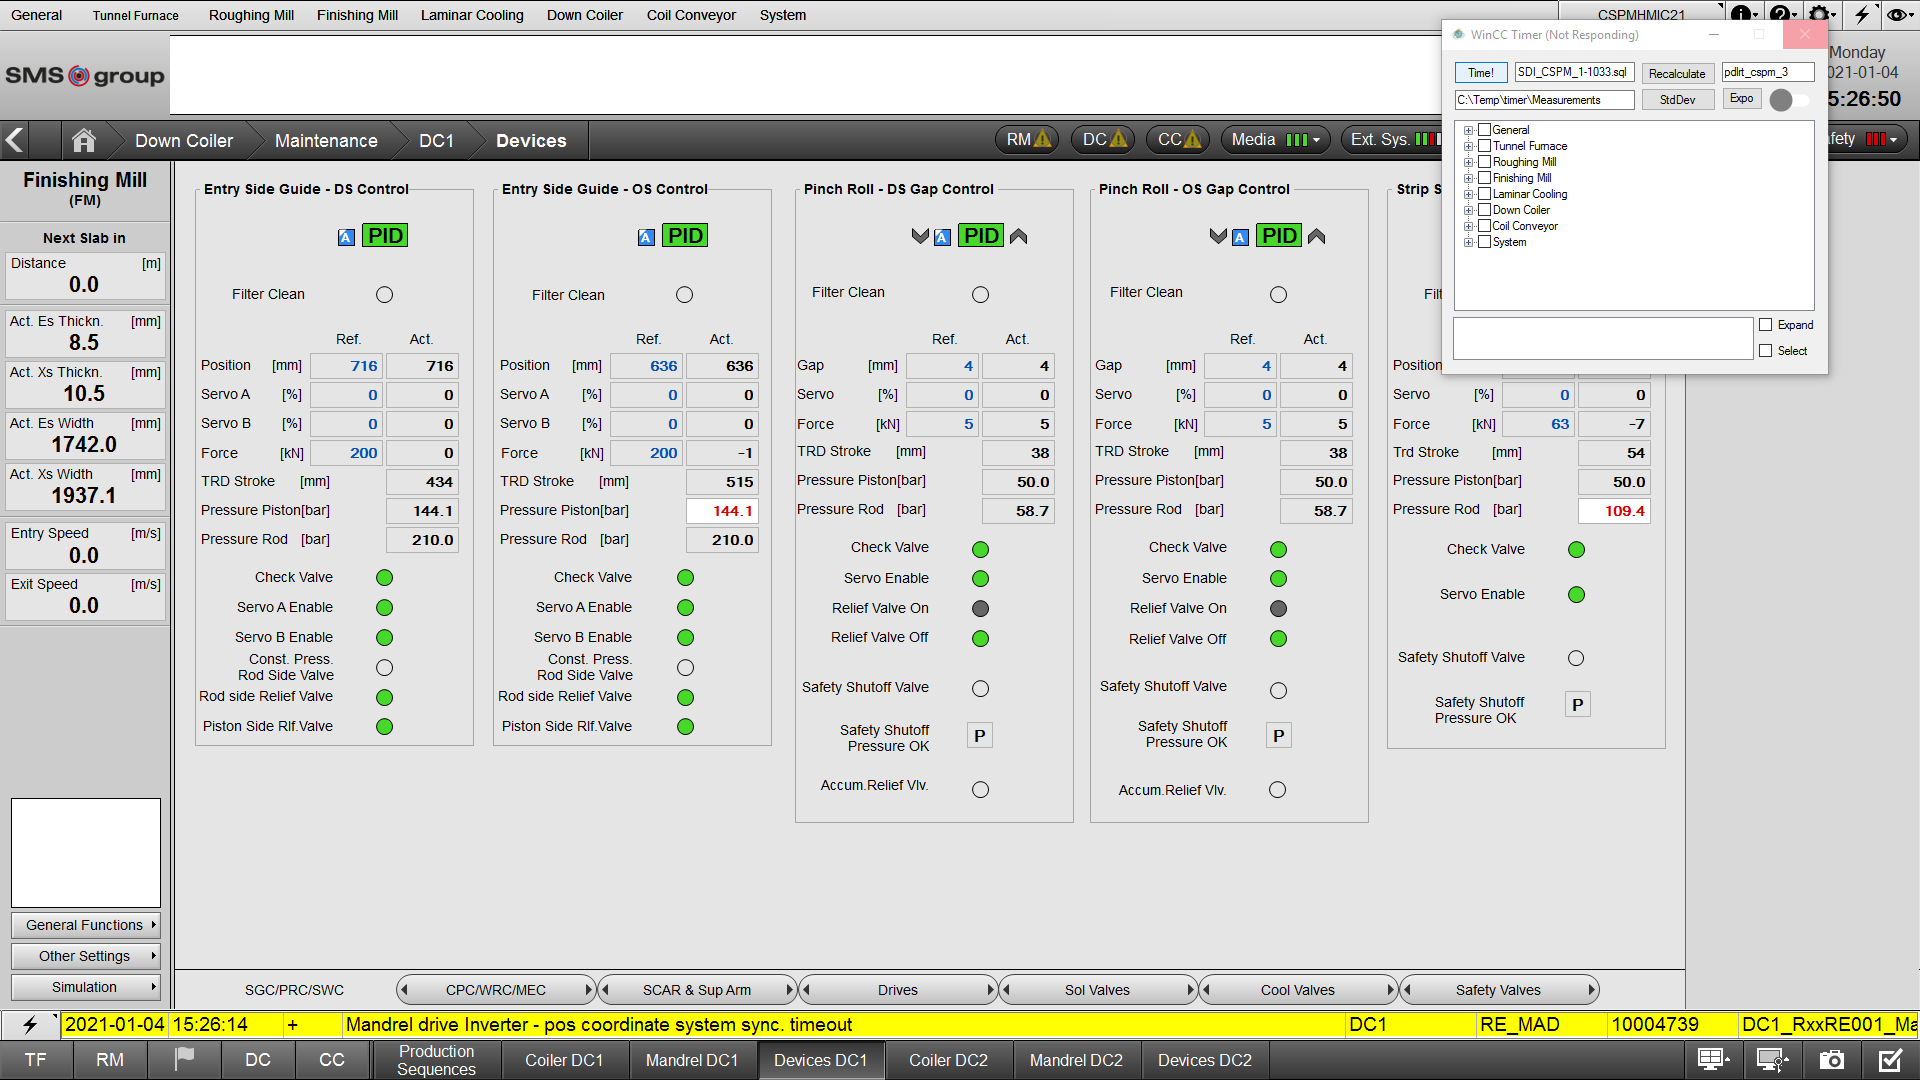 General Tunnel Furnace Roughing Mill Finishing Mill Laminar Cooling Down Coiler Coil Conveyor System CSPMHMIC21
SMS group
Monday
021-01-04
5:26:50
WinCC Timer (Not Responding)
Time! SDI_CSPM_1-1033.sql Recalculate pdlrt_cspm_3
C:\Temp\timer\Measurements StdDev Expo
General
Tunnel Furnace
Roughing Mill
Finishing Mill
Laminar Cooling
Down Coiler
Coil Conveyor
System
Expand
Select
Down Coiler Maintenance DC1 Devices RM DC CC Media Ext. Sys. fety
Finishing Mill
(FM)
Next Slab in
Distance [m]
0.0
Act. Es Thickn. [mm]
8.5
Act. Xs Thickn. [mm]
10.5
Act. Es Width [mm]
1742.0
Act. Xs Width [mm]
1937.1
Entry Speed [m/s]
0.0
Exit Speed [m/s]
0.0
General Functions
Other Settings
Simulation
Entry Side Guide - DS Control
A PID
Filter Clean
Ref. Act.
Position [mm] 716 716
Servo A [%] 0 0
Servo B [%] 0 0
Force [kN] 200 0
TRD Stroke [mm] 434
Pressure Piston[bar] 144.1
Pressure Rod [bar] 210.0
Check Valve
Servo A Enable
Servo B Enable
Const. Press.
Rod Side Valve
Rod side Relief Valve
Piston Side Rlf.Valve
Entry Side Guide - OS Control
A PID
Filter Clean
Ref. Act.
Position [mm] 636 636
Servo A [%] 0 0
Servo B [%] 0 0
Force [kN] 200 -1
TRD Stroke [mm] 515
Pressure Piston[bar] 144.1
Pressure Rod [bar] 210.0
Check Valve
Servo A Enable
Servo B Enable
Const. Press.
Rod Side Valve
Rod side Relief Valve
Piston Side Rlf.Valve
Pinch Roll - DS Gap Control
A PID
Filter Clean
Ref. Act.
Gap [mm] 4 4
Servo [%] 0 0
Force [kN] 5 5
TRD Stroke [mm] 38
Pressure Piston[bar] 50.0
Pressure Rod [bar] 58.7
Check Valve
Servo Enable
Relief Valve On
Relief Valve Off
Safety Shutoff Valve
Safety Shutoff
Pressure OK P
Accum.Relief Vlv.
Pinch Roll - OS Gap Control
A PID
Filter Clean
Ref. Act.
Gap [mm] 4 4
Servo [%] 0 0
Force [kN] 5 5
TRD Stroke [mm] 38
Pressure Piston[bar] 50.0
Pressure Rod [bar] 58.7
Check Valve
Servo Enable
Relief Valve On
Relief Valve Off
Safety Shutoff Valve
Safety Shutoff
Pressure OK P
Accum.Relief Vlv.
Strip S
Filt
Position
Servo [%] 0 0
Force [kN] 63 -7
Trd Stroke [mm] 54
Pressure Piston[bar] 50.0
Pressure Rod [bar] 109.4
Check Valve
Servo Enable
Safety Shutoff Valve
Safety Shutoff
Pressure OK P
SGC/PRC/SWC CPC/WRC/MEC SCAR & Sup Arm Drives Sol Valves Cool Valves Safety Valves
2021-01-04 15:26:14 + Mandrel drive Inverter - pos coordinate system sync. timeout DC1 RE_MAD 10004739 DC1_RxxRE001_Ma
TF RM DC CC Production Sequences Coiler DC1 Mandrel DC1 Devices DC1 Coiler DC2 Mandrel DC2 Devices DC2